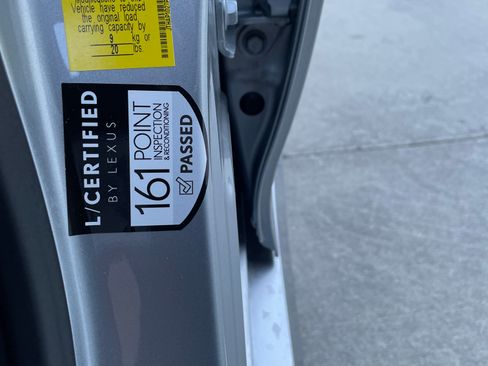 Vehicle have reduced
the original load
carrying capacity by
9 kg or
20 lbs.
L/CERTIFIED
BY LEXUS
161 POINT
INSPECTION
& RECONDITIONING
PASSED